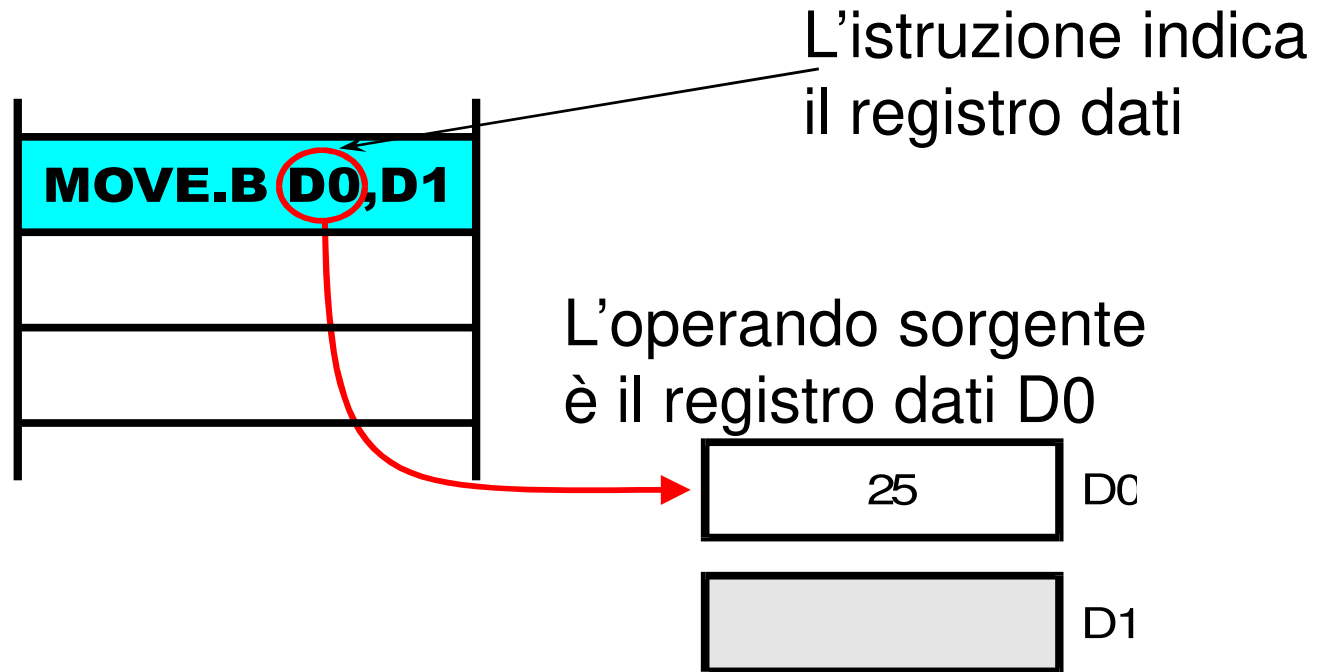 L'istruzione indica
il registro dati
MOVE.B D0,D1
L'operando sorgente
è il registro dati D0
25 D0
D1